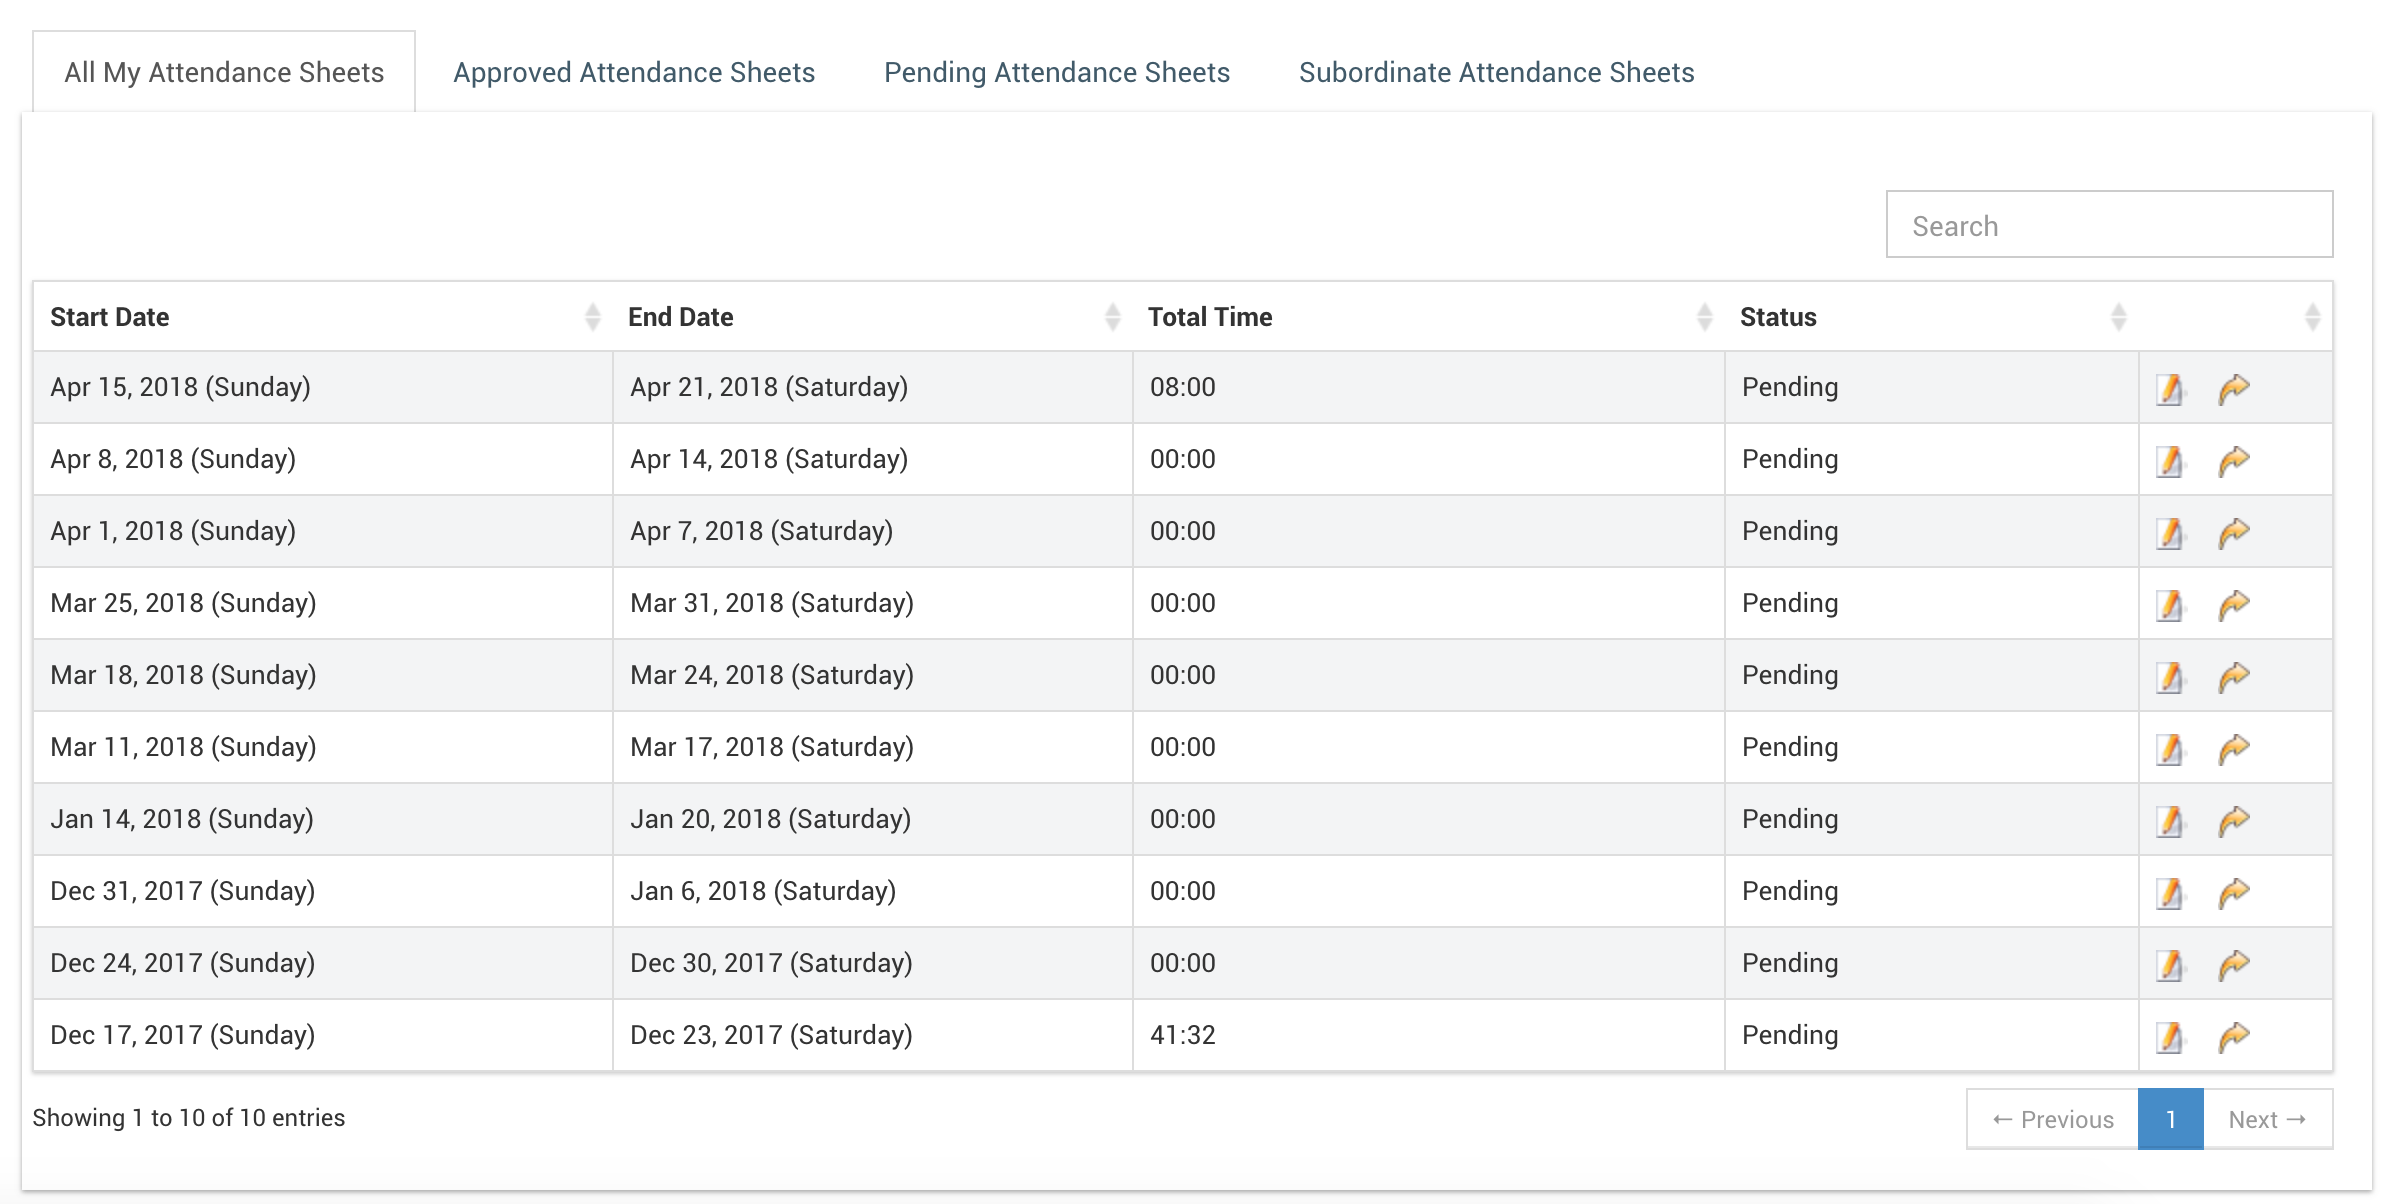 All My Attendance Sheets Approved Attendance Sheets Pending Attendance Sheets Subordinate Attendance Sheets
Search
Start Date End Date Total Time Status
Apr 15, 2018 (Sunday) Apr 21, 2018 (Saturday) 08:00 Pending
Apr 8, 2018 (Sunday) Apr 14, 2018 (Saturday) 00:00 Pending
Apr 1, 2018 (Sunday) Apr 7, 2018 (Saturday) 00:00 Pending
Mar 25, 2018 (Sunday) Mar 31, 2018 (Saturday) 00:00 Pending
Mar 18, 2018 (Sunday) Mar 24, 2018 (Saturday) 00:00 Pending
Mar 11, 2018 (Sunday) Mar 17, 2018 (Saturday) 00:00 Pending
Jan 14, 2018 (Sunday) Jan 20, 2018 (Saturday) 00:00 Pending
Dec 31, 2017 (Sunday) Jan 6, 2018 (Saturday) 00:00 Pending
Dec 24, 2017 (Sunday) Dec 30, 2017 (Saturday) 00:00 Pending
Dec 17, 2017 (Sunday) Dec 23, 2017 (Saturday) 41:32 Pending
Showing 1 to 10 of 10 entries ← Previous 1 Next →